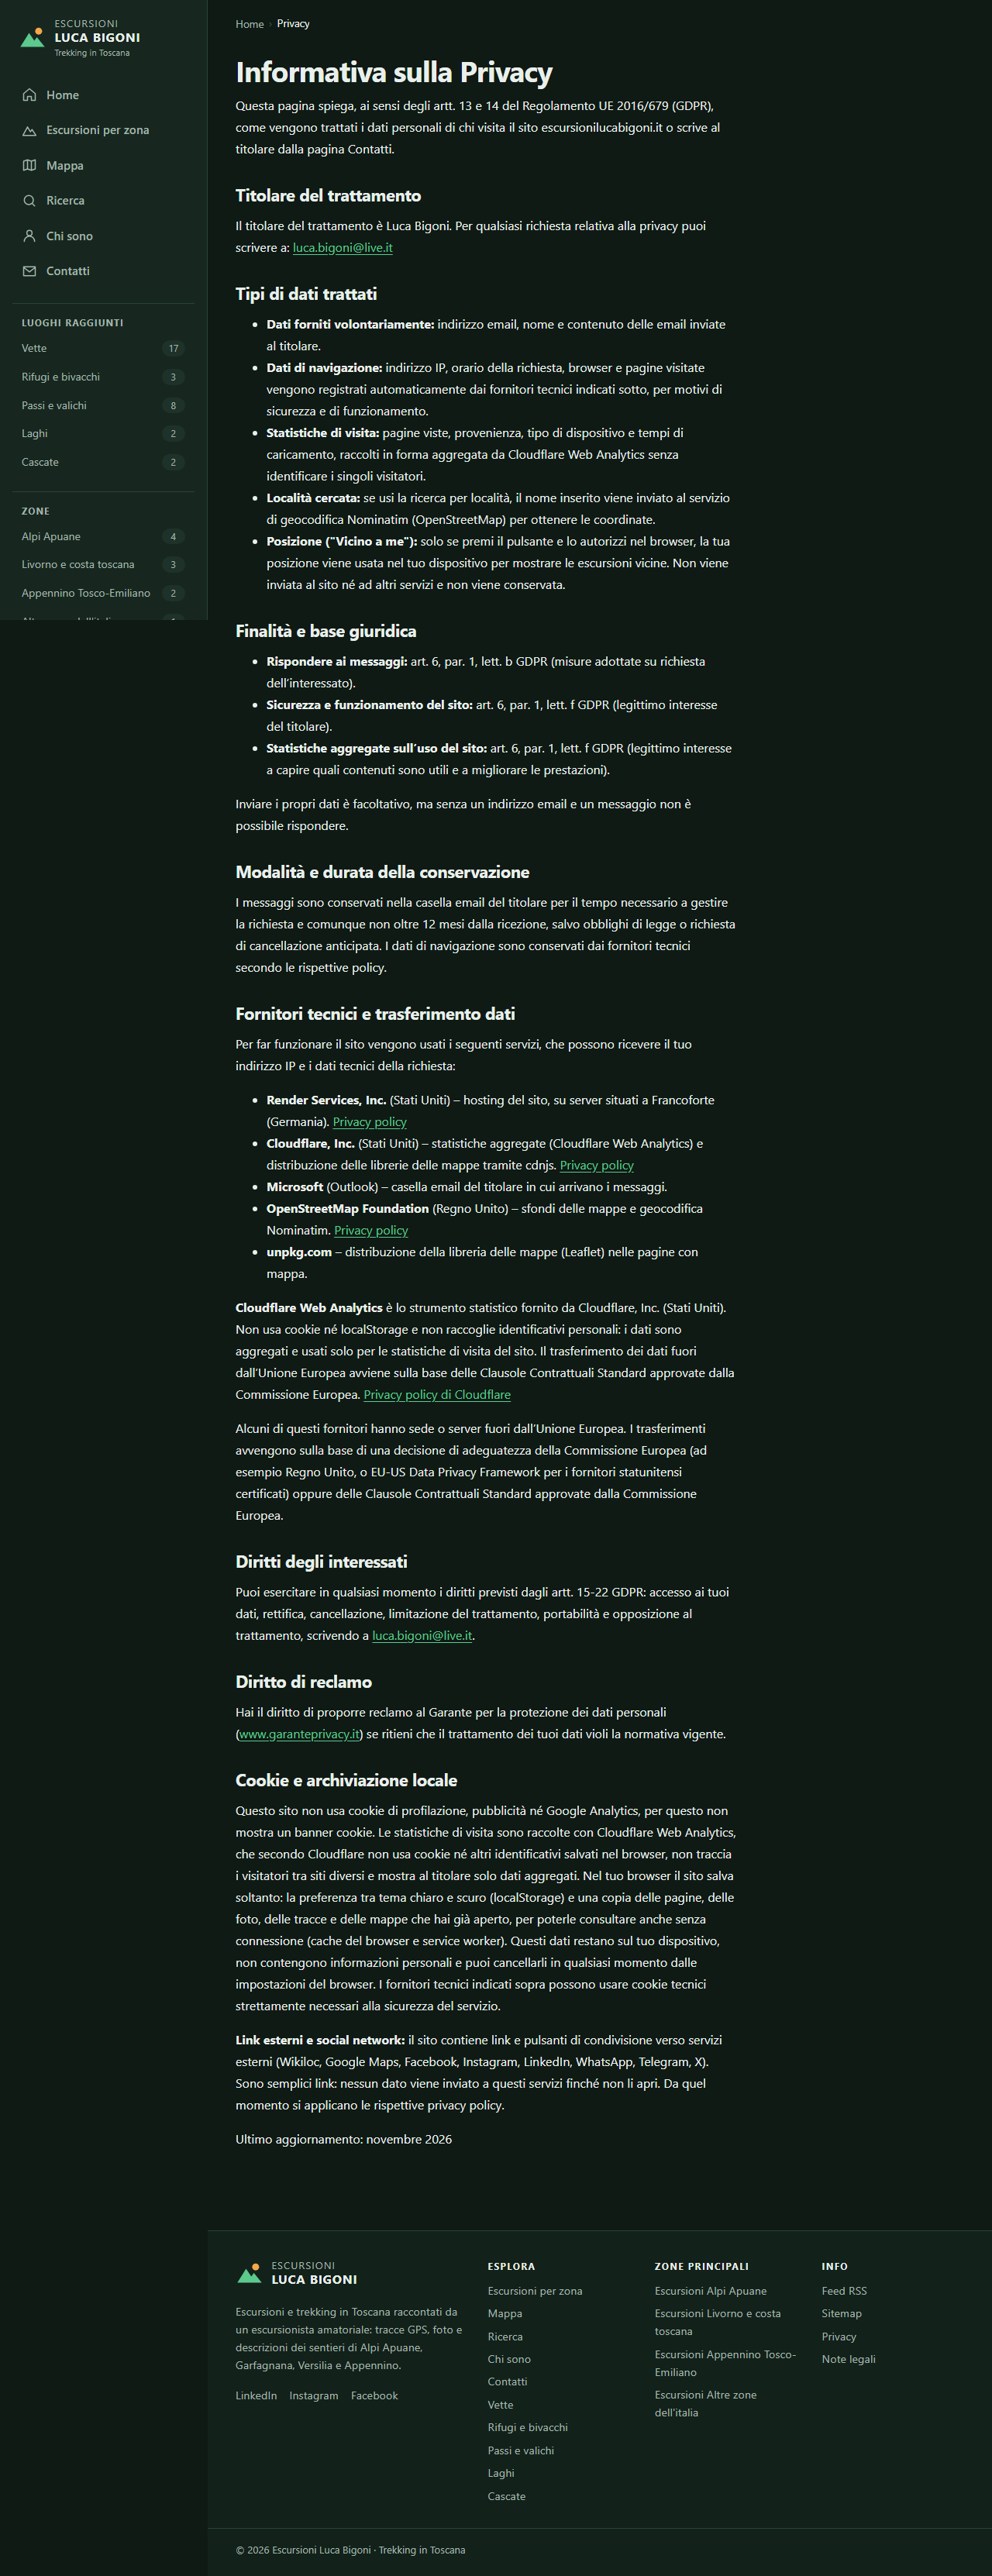 ESCURSIONI
LUCA BIGONI
Trekking in Toscana
Home
Escursioni per zona
Mappa
Ricerca
Chi sono
Contatti
LUOGHI RAGGIUNTI
Vette 17
Rifugi e bivacchi 3
Passi e valichi 8
Laghi 2
Cascate 2
ZONE
Alpi Apuane 4
Livorno e costa toscana 3
Appennino Tosco-Emiliano 2
Home › Privacy
Informativa sulla Privacy
Questa pagina spiega, ai sensi degli artt. 13 e 14 del Regolamento UE 2016/679 (GDPR),
come vengono trattati i dati personali di chi visita il sito escursionilucabigoni.it o scrive al
titolare dalla pagina Contatti.
Titolare del trattamento
Il titolare del trattamento è Luca Bigoni. Per qualsiasi richiesta relativa alla privacy puoi
scrivere a: luca.bigoni@live.it
Tipi di dati trattati
• Dati forniti volontariamente: indirizzo email, nome e contenuto delle email inviate
al titolare.
• Dati di navigazione: indirizzo IP, orario della richiesta, browser e pagine visitate
vengono registrati automaticamente dai fornitori tecnici indicati sotto, per motivi di
sicurezza e di funzionamento.
• Statistiche di visita: pagine viste, provenienza, tipo di dispositivo e tempi di
caricamento, raccolti in forma aggregata da Cloudflare Web Analytics senza
identificare i singoli visitatori.
• Località cercata: se usi la ricerca per località, il nome inserito viene inviato al servizio
di geocodifica Nominatim (OpenStreetMap) per ottenere le coordinate.
• Posizione ("Vicino a me"): solo se premi il pulsante e lo autorizzi nel browser, la tua
posizione viene usata nel tuo dispositivo per mostrare le escursioni vicine. Non viene
inviata al sito né ad altri servizi e non viene conservata.
Finalità e base giuridica
• Rispondere ai messaggi: art. 6, par. 1, lett. b GDPR (misure adottate su richiesta
dell'interessato).
• Sicurezza e funzionamento del sito: art. 6, par. 1, lett. f GDPR (legittimo interesse
del titolare).
• Statistiche aggregate sull'uso del sito: art. 6, par. 1, lett. f GDPR (legittimo interesse
a capire quali contenuti sono utili e a migliorare le prestazioni).
Inviare i propri dati è facoltativo, ma senza un indirizzo email e un messaggio non è
possibile rispondere.
Modalità e durata della conservazione
I messaggi sono conservati nella casella email del titolare per il tempo necessario a gestire
la richiesta e comunque non oltre 12 mesi dalla ricezione, salvo obblighi di legge o richiesta
di cancellazione anticipata. I dati di navigazione sono conservati dai fornitori tecnici
secondo le rispettive policy.
Fornitori tecnici e trasferimento dati
Per far funzionare il sito vengono usati i seguenti servizi, che possono ricevere il tuo
indirizzo IP e i dati tecnici della richiesta:
• Render Services, Inc. (Stati Uniti) – hosting del sito, su server situati a Francoforte
(Germania). Privacy policy
• Cloudflare, Inc. (Stati Uniti) – statistiche aggregate (Cloudflare Web Analytics) e
distribuzione delle librerie delle mappe tramite cdnjs. Privacy policy
• Microsoft (Outlook) – casella email del titolare in cui arrivano i messaggi.
• OpenStreetMap Foundation (Regno Unito) – sfondi delle mappe e geocodifica
Nominatim. Privacy policy
• unpkg.com – distribuzione della libreria delle mappe (Leaflet) nelle pagine con
mappa.
Cloudflare Web Analytics è lo strumento statistico fornito da Cloudflare, Inc. (Stati Uniti).
Non usa cookie né localStorage e non raccoglie identificativi personali: i dati sono
aggregati e usati solo per le statistiche di visita del sito. Il trasferimento dei dati fuori
dall'Unione Europea avviene sulla base delle Clausole Contrattuali Standard approvate dalla
Commissione Europea. Privacy policy di Cloudflare
Alcuni di questi fornitori hanno sede o server fuori dall'Unione Europea. I trasferimenti
avvengono sulla base di una decisione di adeguatezza della Commissione Europea (ad
esempio Regno Unito, o EU-US Data Privacy Framework per i fornitori statunitensi
certificati) oppure delle Clausole Contrattuali Standard approvate dalla Commissione
Europea.
Diritti degli interessati
Puoi esercitare in qualsiasi momento i diritti previsti dagli artt. 15-22 GDPR: accesso ai tuoi
dati, rettifica, cancellazione, limitazione del trattamento, portabilità e opposizione al
trattamento, scrivendo a luca.bigoni@live.it.
Diritto di reclamo
Hai il diritto di proporre reclamo al Garante per la protezione dei dati personali
(www.garanteprivacy.it) se ritieni che il trattamento dei tuoi dati violi la normativa vigente.
Cookie e archiviazione locale
Questo sito non usa cookie di profilazione, pubblicità né Google Analytics, per questo non
mostra un banner cookie. Le statistiche di visita sono raccolte con Cloudflare Web Analytics,
che secondo Cloudflare non usa cookie né altri identificativi salvati nel browser, non traccia
i visitatori tra siti diversi e mostra al titolare solo dati aggregati. Nel tuo browser il sito salva
soltanto: la preferenza tra tema chiaro e scuro (localStorage) e una copia delle pagine, delle
foto, delle tracce e delle mappe che hai già aperto, per poterle consultare anche senza
connessione (cache del browser e service worker). Questi dati restano sul tuo dispositivo,
non contengono informazioni personali e puoi cancellarli in qualsiasi momento dalle
impostazioni del browser. I fornitori tecnici indicati sopra possono usare cookie tecnici
strettamente necessari alla sicurezza del servizio.
Link esterni e social network: il sito contiene link e pulsanti di condivisione verso servizi
esterni (Wikiloc, Google Maps, Facebook, Instagram, LinkedIn, WhatsApp, Telegram, X).
Sono semplici link: nessun dato viene inviato a questi servizi finché non li apri. Da quel
momento si applicano le rispettive privacy policy.
Ultimo aggiornamento: novembre 2026
ESCURSIONI
LUCA BIGONI
Escursioni e trekking in Toscana raccontati da
un escursionista amatoriale: tracce GPS, foto e
descrizioni dei sentieri di Alpi Apuane,
Garfagnana, Versilia e Appennino.
LinkedIn Instagram Facebook
ESPLORA
Escursioni per zona
Mappa
Ricerca
Chi sono
Contatti
Vette
Rifugi e bivacchi
Passi e valichi
Laghi
Cascate
ZONE PRINCIPALI
Escursioni Alpi Apuane
Escursioni Livorno e costa
toscana
Escursioni Appennino Tosco-
Emiliano
Escursioni Altre zone
dell'italia
INFO
Feed RSS
Sitemap
Privacy
Note legali
© 2026 Escursioni Luca Bigoni · Trekking in Toscana